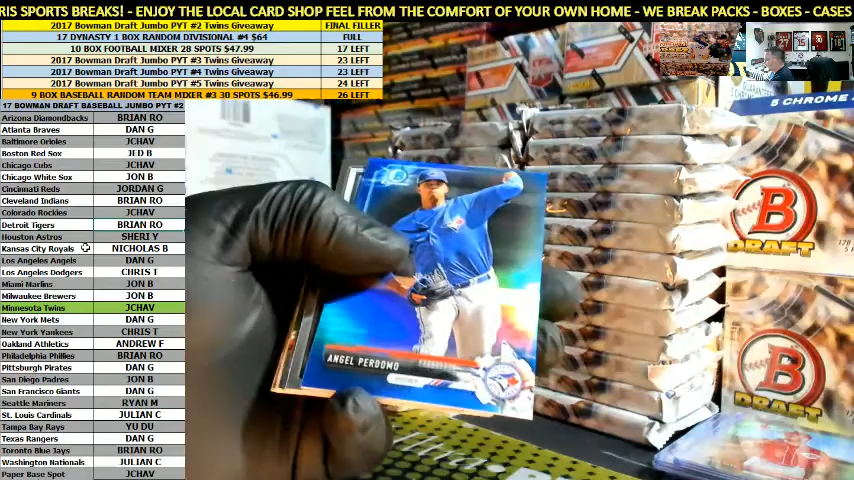 RIS SPORTS BREAKS! - ENJOY THE LOCAL CARD SHOP FEEL FROM THE COMFORT OF YOUR OWN HOME - WE BREAK PACKS - BOXES - CASES
2017 Bowman Draft Jumbo PYT #2 Twins Giveaway FINAL FILLER
17 DYNASTY 1 BOX RANDOM DIVISIONAL #4 $64 FULL
10 BOX FOOTBALL MIXER 28 SPOTS $47.99 17 LEFT
2017 Bowman Draft Jumbo PYT #3 Twins Giveaway 23 LEFT
2017 Bowman Draft Jumbo PYT #4 Twins Giveaway 23 LEFT
2017 Bowman Draft Jumbo PYT #5 Twins Giveaway 24 LEFT
9 BOX BASEBALL RANDOM TEAM MIXER #3 30 SPOTS $46.99 26 LEFT
17 BOWMAN DRAFT BASEBALL JUMBO PYT #2
Arizona Diamondbacks BRIAN RO
Atlanta Braves DAN G
Baltimore Orioles JCHAV
Boston Red Sox JED B
Chicago Cubs JCHAV
Chicago White Sox JON B
Cincinnati Reds JORDAN G
Cleveland Indians BRIAN RO
Colorado Rockies JCHAV
Detroit Tigers BRIAN RO
Houston Astros SHERI Y
Kansas City Royals NICHOLAS B
Los Angeles Angels DAN G
Los Angeles Dodgers CHRIS T
Miami Marlins JON B
Milwaukee Brewers JON B
Minnesota Twins JCHAV
New York Mets DAN G
New York Yankees CHRIS T
Oakland Athletics ANDREW F
Philadelphia Phillies BRIAN RO
Pittsburgh Pirates DAN G
San Diego Padres JON B
San Francisco Giants DAN G
Seattle Mariners RYAN M
St. Louis Cardinals JULIAN C
Tampa Bay Rays YU DU
Texas Rangers DAN G
Toronto Blue Jays BRIAN RO
Washington Nationals JULIAN C
Paper Base Spot JCHAV
ANGEL PERDOMO
5 CHROME
B
DRAFT
B
DRAFT